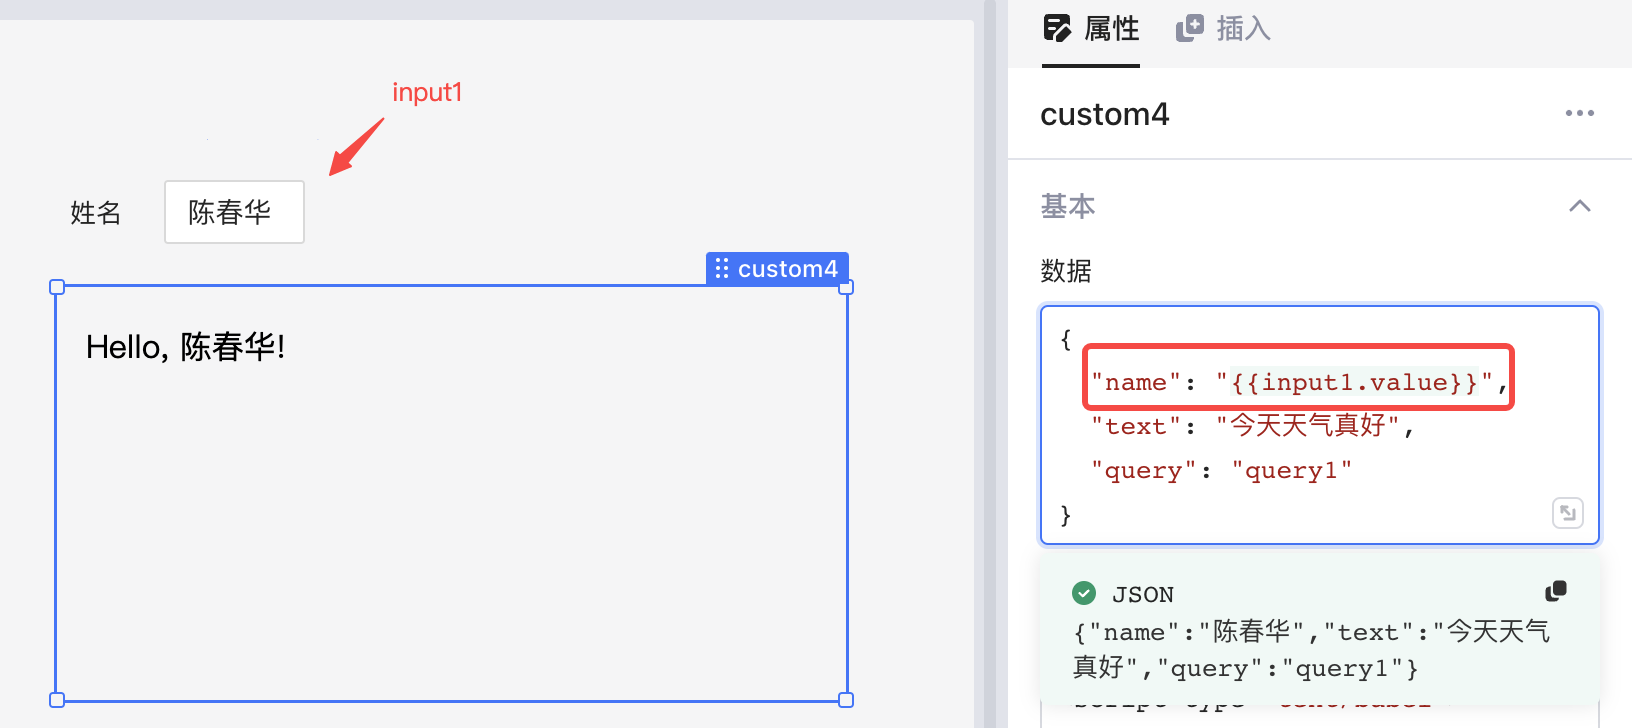 属性
插入
input1
custom4
姓名
陈春华
custom4
Hello, 陈春华!
基本
数据
{
"name": "{{input1.value}}",
"text": "今天天气真好",
"query": "query1"
}
JSON
{"name":"陈春华","text":"今天天气
真好","query":"query1"}